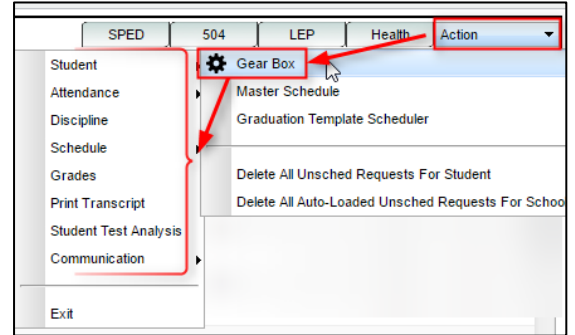 SPED 504 LEP Health Action
Student
Attendance
Discipline
Schedule
Grades
Print Transcript
Student Test Analysis
Communication
Exit
Gear Box
Master Schedule
Graduation Template Scheduler
Delete All Unsched Requests For Student
Delete All Auto-Loaded Unsched Requests For Schoo